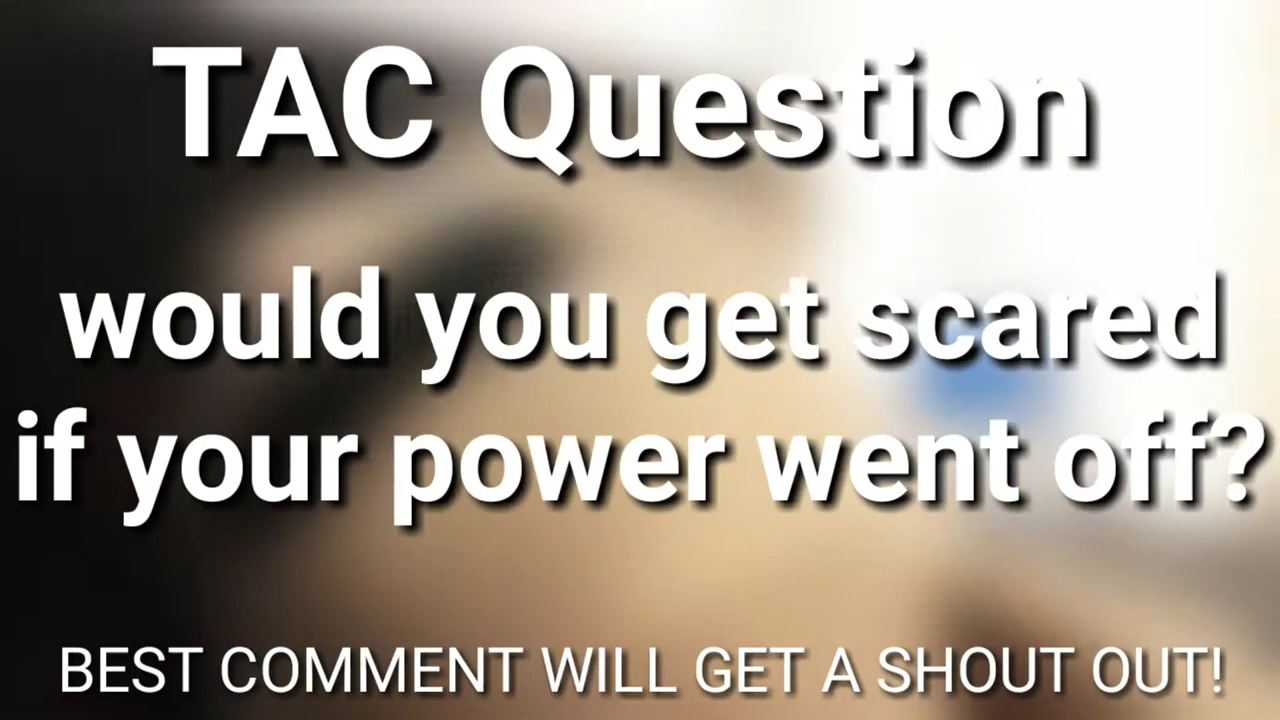 TAC Question
would you get scared
if your power went off?
BEST COMMENT WILL GET A SHOUT OUT!